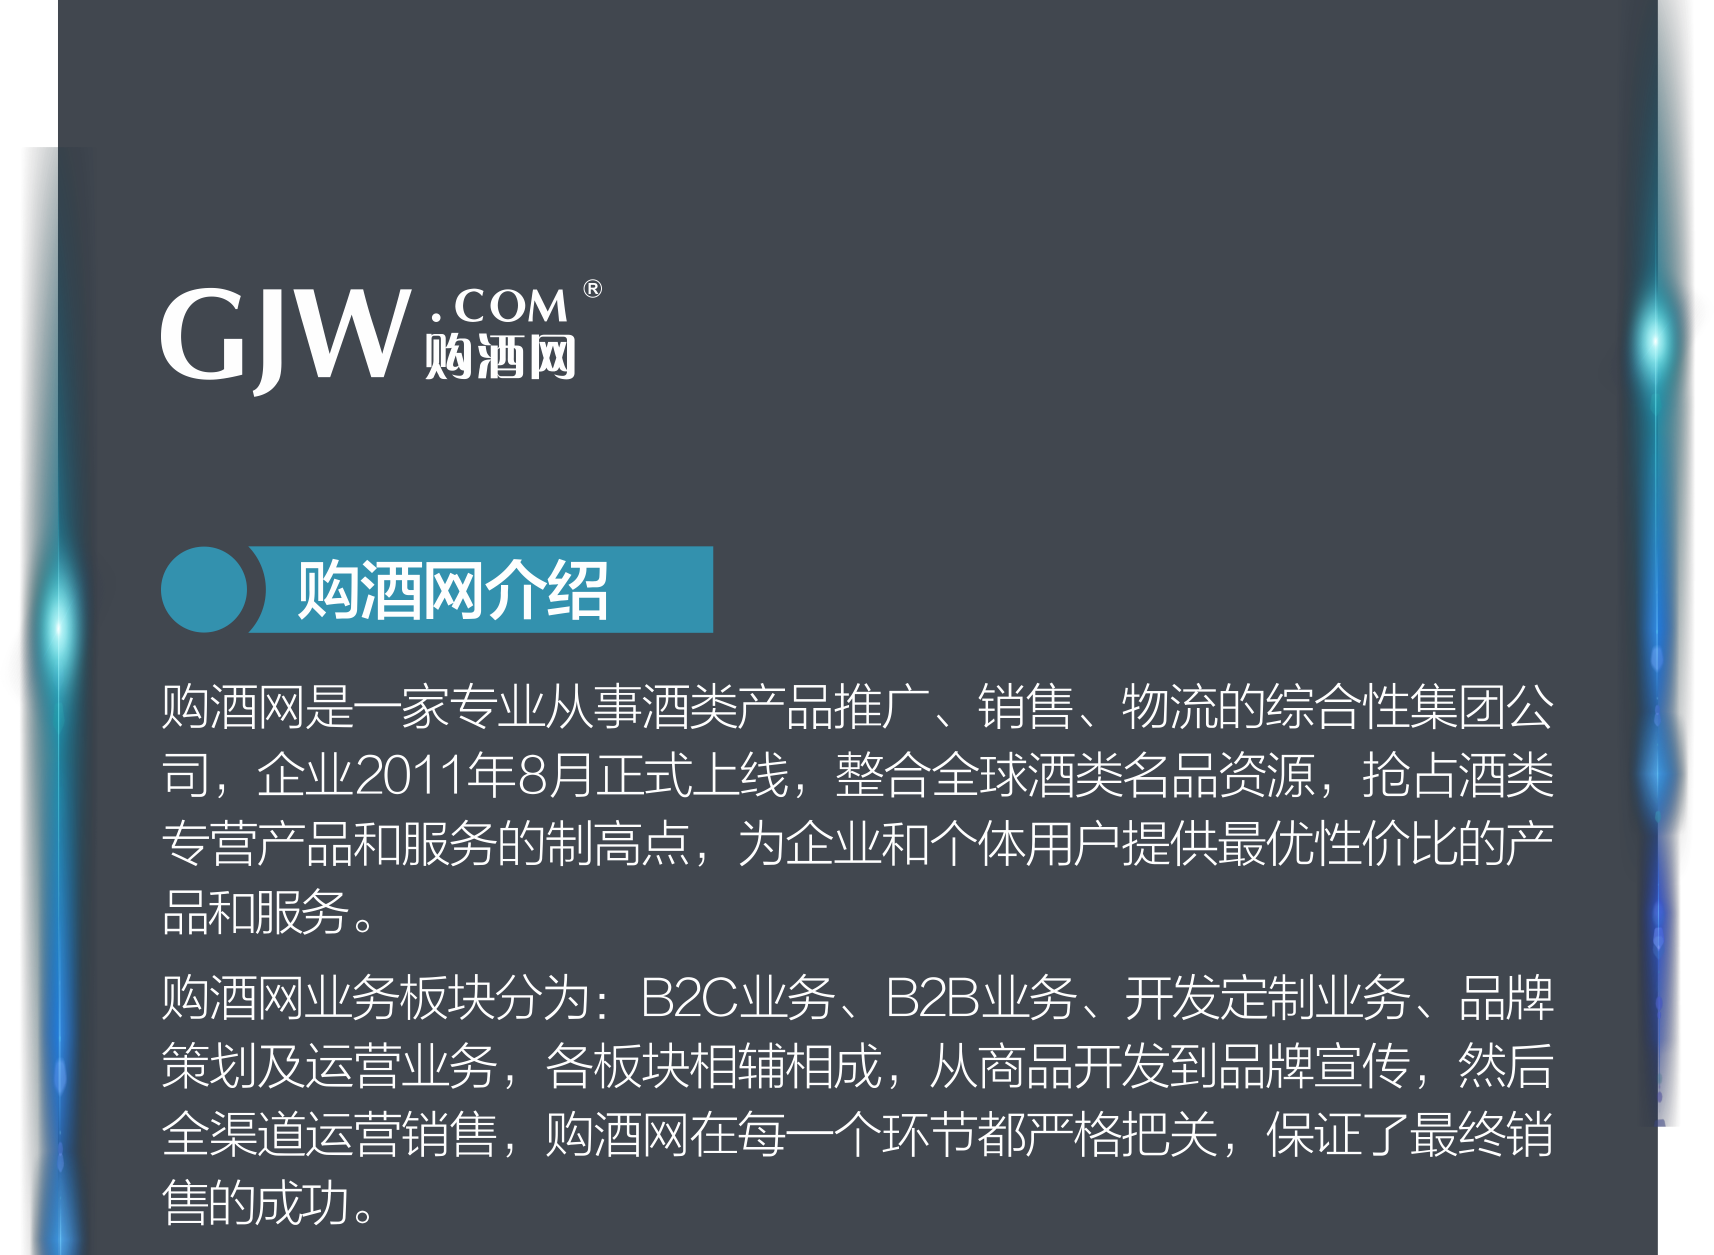 GJW.COM®
购酒网
购酒网介绍
购酒网是一家专业从事酒类产品推广、销售、物流的综合性集团公
司，企业2011年8月正式上线，整合全球酒类名品资源，抢占酒类
专营产品和服务的制高点，为企业和个体用户提供最优性价比的产
品和服务。
购酒网业务板块分为：B2C业务、B2B业务、开发定制业务、品牌
策划及运营业务，各板块相辅相成，从商品开发到品牌宣传，然后
全渠道运营销售，购酒网在每一个环节都严格把关，保证了最终销
售的成功。